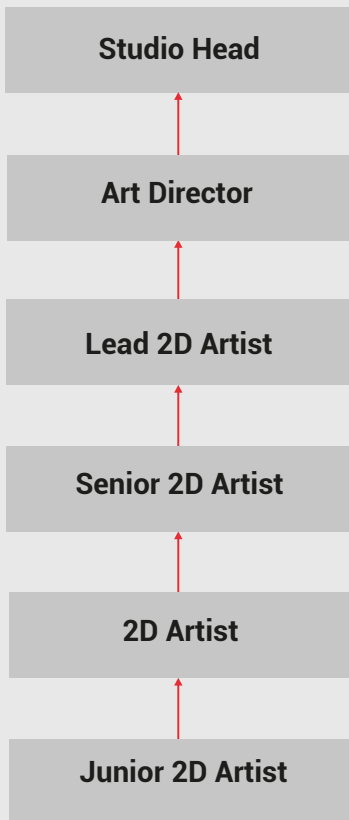 Studio Head
Art Director
Lead 2D Artist
Senior 2D Artist
2D Artist
Junior 2D Artist